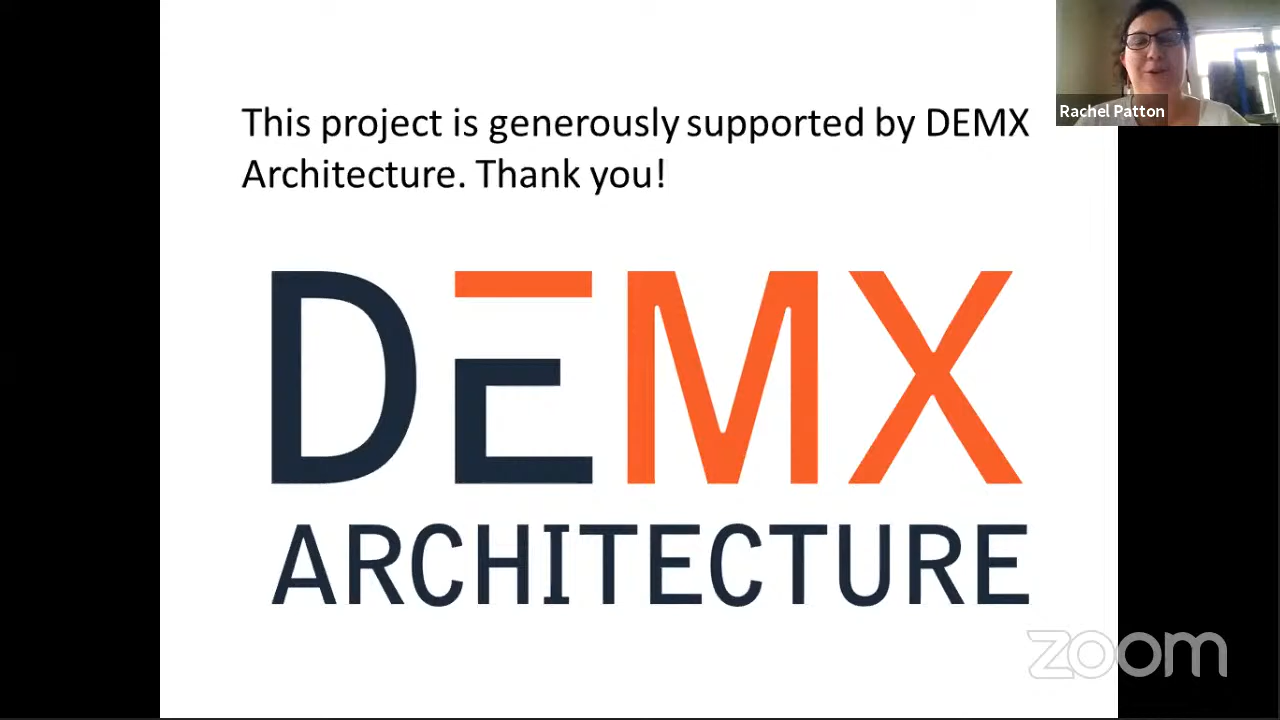 This project is generously supported by DEMX
Architecture. Thank you!
Rachel Patton
DEMX
ARCHITECTURE
zoom